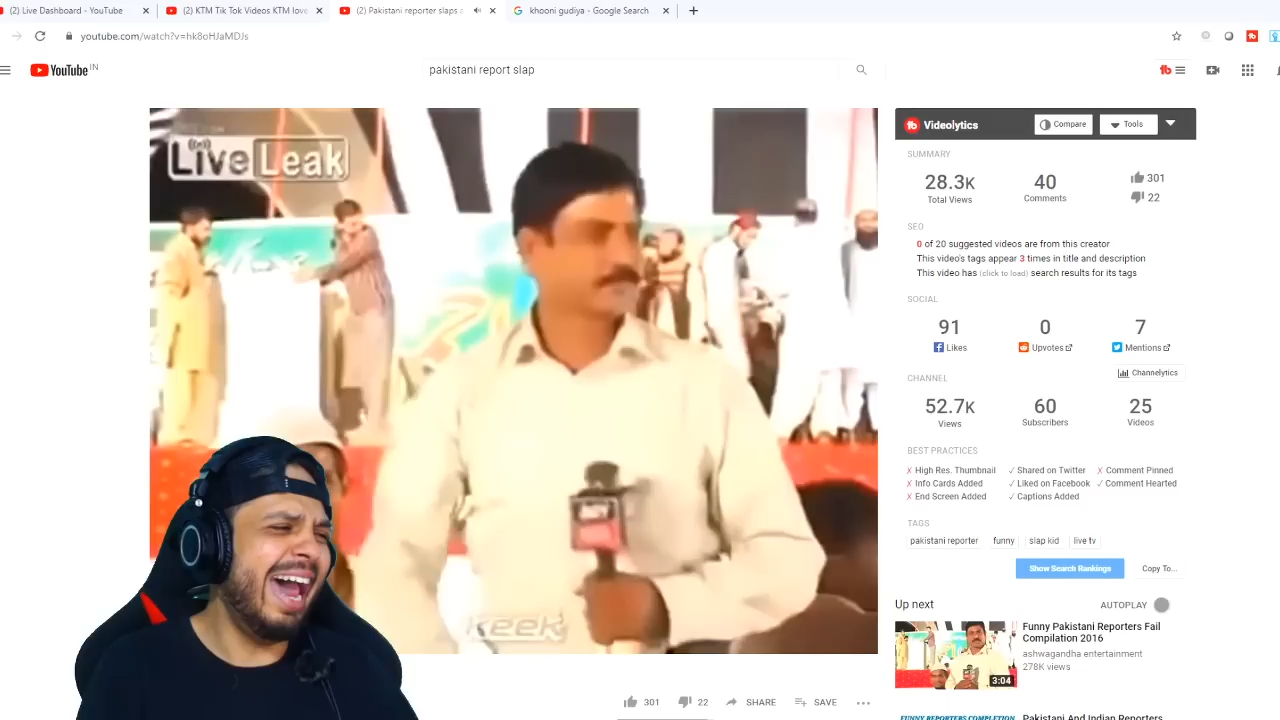 (2) Live Dashboard - YouTube
(2) KTM Tik Tok Videos KTM love
(2) Pakistani reporter slaps a
khooni gudiya - Google Search
youtube.com/watch?v=hk8oHJaMDJs
YouTube IN
pakistani report slap
tb
Live Leak
keek
Videolytics
Compare
Tools
SUMMARY
28.3K
Total Views
40
Comments
301
22
SEO
0 of 20 suggested videos are from this creator
This video's tags appear 3 times in title and description
This video has (click to load) search results for its tags
SOCIAL
91
Likes
0
Upvotes
7
Mentions
Channelytics
CHANNEL
52.7K
Views
60
Subscribers
25
Videos
BEST PRACTICES
✗ High Res. Thumbnail ✓ Shared on Twitter ✗ Comment Pinned
✗ Info Cards Added ✓ Liked on Facebook ✓ Comment Hearted
✗ End Screen Added ✓ Captions Added
TAGS
pakistani reporter funny slap kid live tv
Show Search Rankings
Copy To...
Up next
AUTOPLAY
Funny Pakistani Reporters Fail
Compilation 2016
ashwagandha entertainment
278K views
3:04
301 22 SHARE SAVE
FUNNY REPORTERS COMPLETION
Pakistani And Indian Reporters